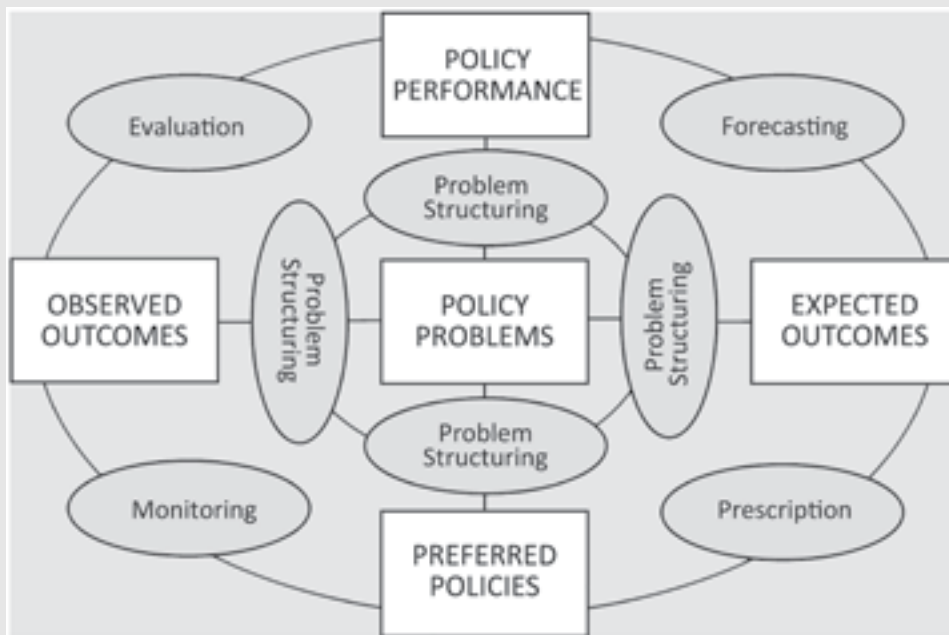 POLICY
PERFORMANCE
Evaluation
Forecasting
Problem
Structuring
OBSERVED
OUTCOMES
Problem
Structuring
POLICY
PROBLEMS
Problem
Structuring
EXPECTED
OUTCOMES
Problem
Structuring
Monitoring
Prescription
PREFERRED
POLICIES